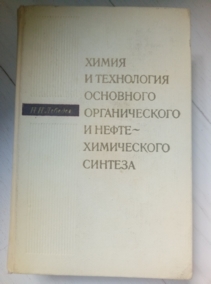 ХИМИЯ
И ТЕХНОЛОГИЯ
ОСНОВНОГО
ОРГАНИЧЕСКОГО
И НЕФТЕ-
ХИМИЧЕСКОГО
СИНТЕЗА